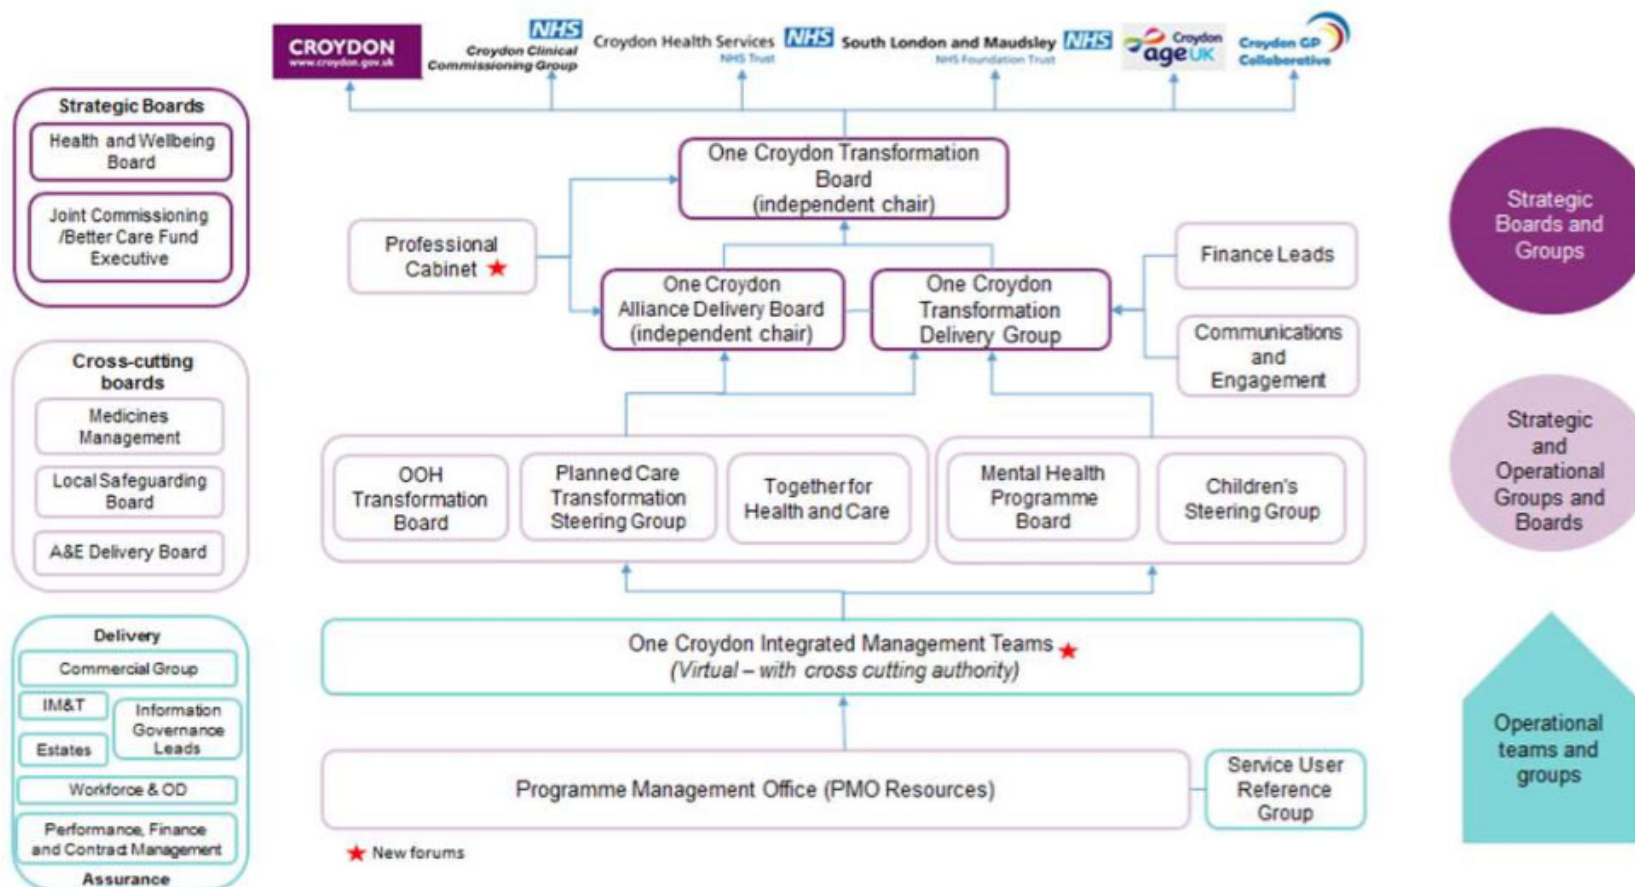 CROYDON
www.croydon.gov.uk
NHS
Croydon Clinical
Commissioning Group
Croydon Health Services NHS
NHS Trust
South London and Maudsley NHS
NHS Foundation Trust
Croydon
age UK
Croydon GP
Collaborative
Strategic Boards
Health and Wellbeing
Board
Joint Commissioning
/Better Care Fund
Executive
Cross-cutting
boards
Medicines
Management
Local Safeguarding
Board
A&E Delivery Board
Delivery
Commercial Group
IM&T
Estates
Information
Governance
Leads
Workforce & OD
Performance, Finance
and Contract Management
Assurance
One Croydon Transformation
Board
(independent chair)
Professional
Cabinet
One Croydon
Alliance Delivery Board
(independent chair)
One Croydon
Transformation
Delivery Group
Finance Leads
Communications
and
Engagement
OOH
Transformation
Board
Planned Care
Transformation
Steering Group
Together for
Health and Care
Mental Health
Programme
Board
Children's
Steering Group
One Croydon Integrated Management Teams
(Virtual – with cross cutting authority)
Programme Management Office (PMO Resources)
Service User
Reference
Group
New forums
Strategic
Boards and
Groups
Strategic
and
Operational
Groups and
Boards
Operational
teams and
groups